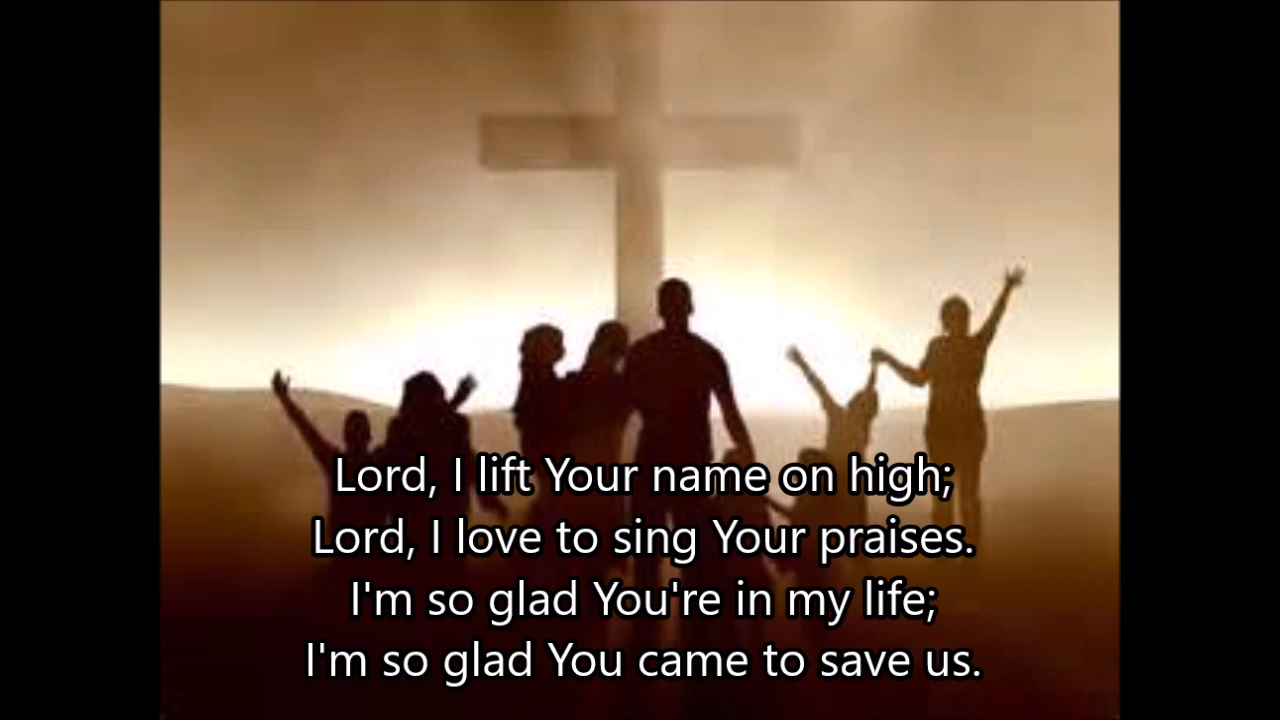 Lord, I lift Your name on high;
Lord, I love to sing Your praises.
I'm so glad You're in my life;
I'm so glad You came to save us.